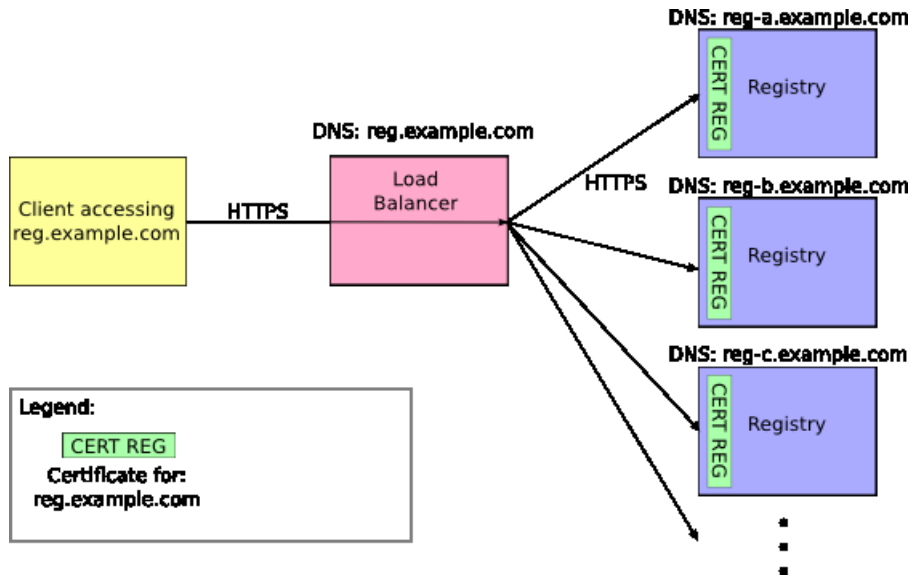 DNS: reg-a.example.com
CERT REG
Registry
DNS: reg.example.com
Load
Balancer
HTTPS
Client accessing
reg.example.com
HTTPS
DNS: reg-b.example.com
CERT REG
Registry
DNS: reg-c.example.com
CERT REG
Registry
Legend:
CERT REG
Certificate for:
reg.example.com